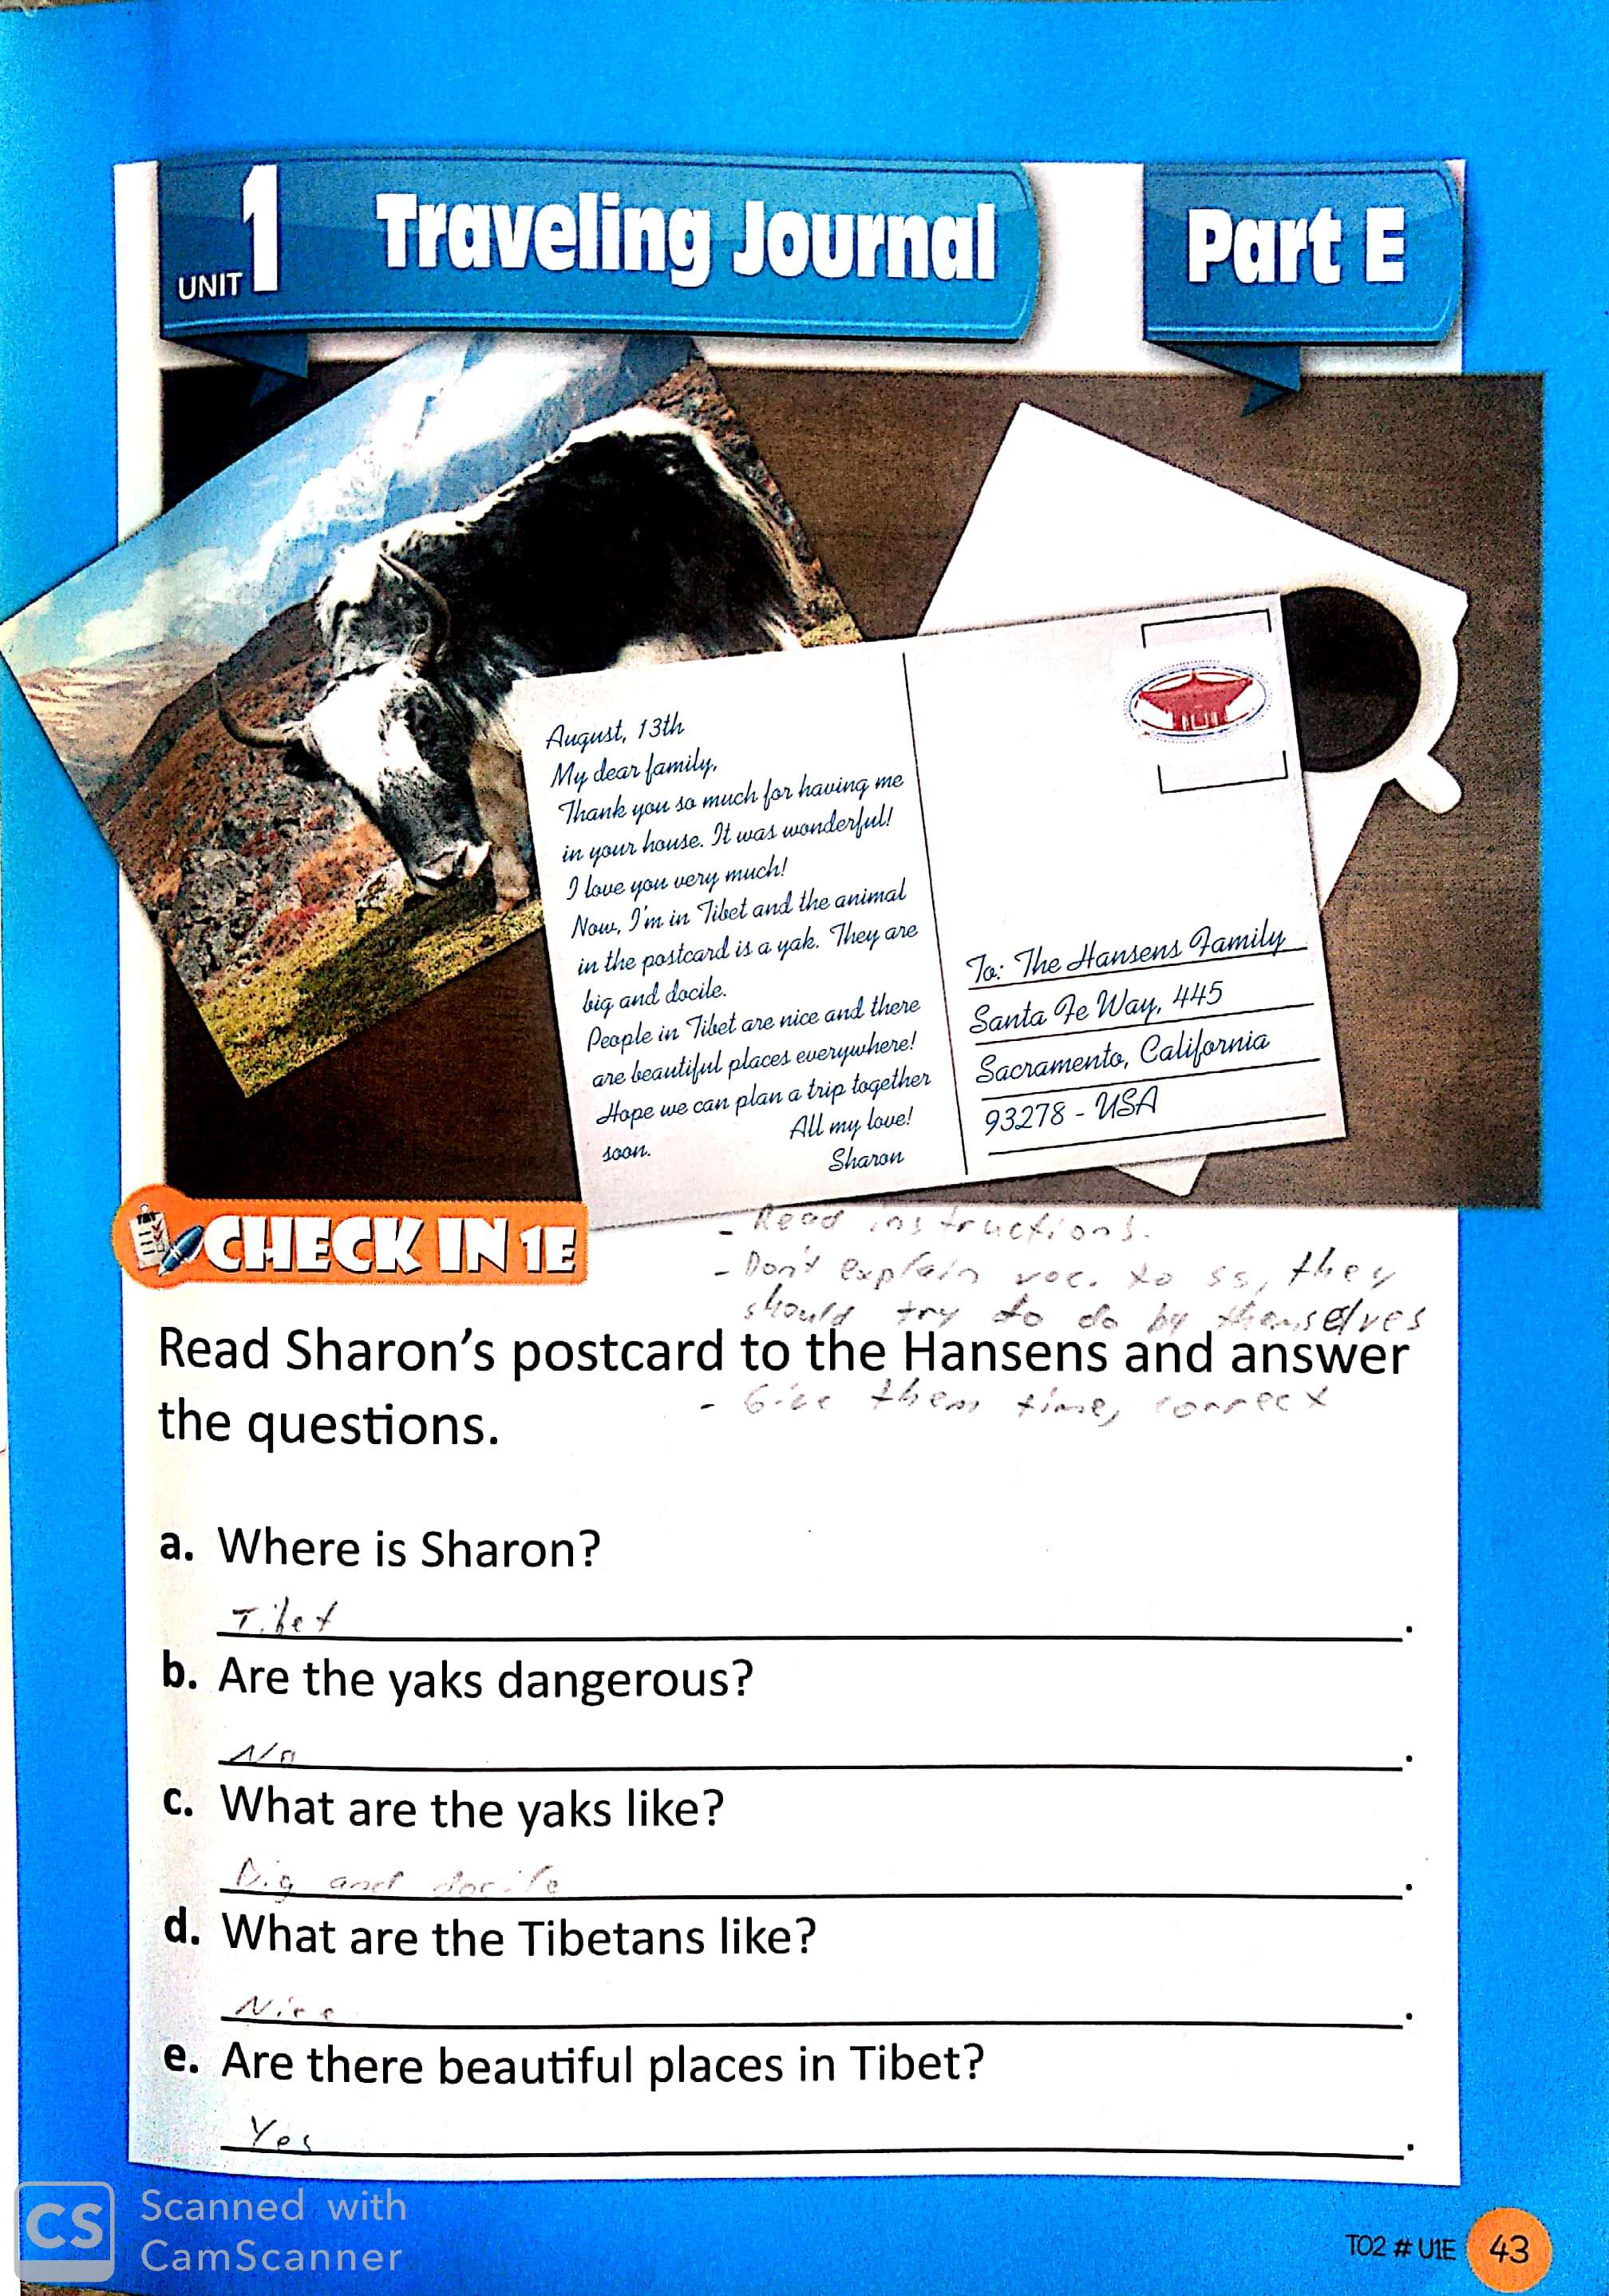 UNIT 1 Traveling Journal Part E
August, 13th
My dear family,
Thank you so much for having me
in your house. It was wonderful!
I love you very much!
Now, I'm in Tibet and the animal
in the postcard is a yak. They are
big and docile.
People in Tibet are nice and there
are beautiful places everywhere!
Hope we can plan a trip together
soon. All my love!
Sharon
To: The Hansens Family
Santa Fe Way, 445
Sacramento, California
93278 - USA
CHECK IN 1E
- Read instructions.
- Don't explain voc. to ss, they
should try to do by themselves
Read Sharon's postcard to the Hansens and answer
- Give them time, correct
the questions.
a. Where is Sharon?
Tibet.
b. Are the yaks dangerous?
No.
c. What are the yaks like?
Big and docile.
d. What are the Tibetans like?
Nice.
e. Are there beautiful places in Tibet?
Yes.
CS Scanned with
CamScanner
TO2 # U1E 43